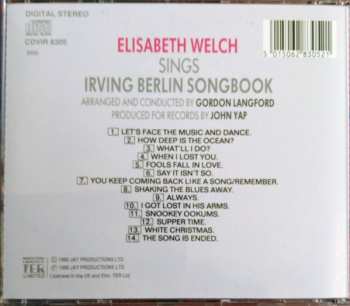 DIGITAL STEREO
CDVIR 8305
ELISABETH WELCH
SINGS
IRVING BERLIN SONGBOOK
ARRANGED AND CONDUCTED BY GORDON LANGFORD
PRODUCED FOR RECORDS BY JOHN YAP
5 015062 830521
1 LET'S FACE THE MUSIC AND DANCE.
2 HOW DEEP IS THE OCEAN?
3 WHAT'LL I DO?
4 WHEN I LOST YOU.
5 FOOLS FALL IN LOVE.
6 SAY IT ISN'T SO.
7 YOU KEEP COMING BACK LIKE A SONG/REMEMBER.
8 SHAKING THE BLUES AWAY.
9 ALWAYS.
10 I GOT LOST IN HIS ARMS.
11 SNOOKEY OOKUMS.
12 SUPPER TIME.
13 WHITE CHRISTMAS.
14 THE SONG IS ENDED.
TER
JAY PRODUCTIONS LTD
JAY PRODUCTIONS LTD